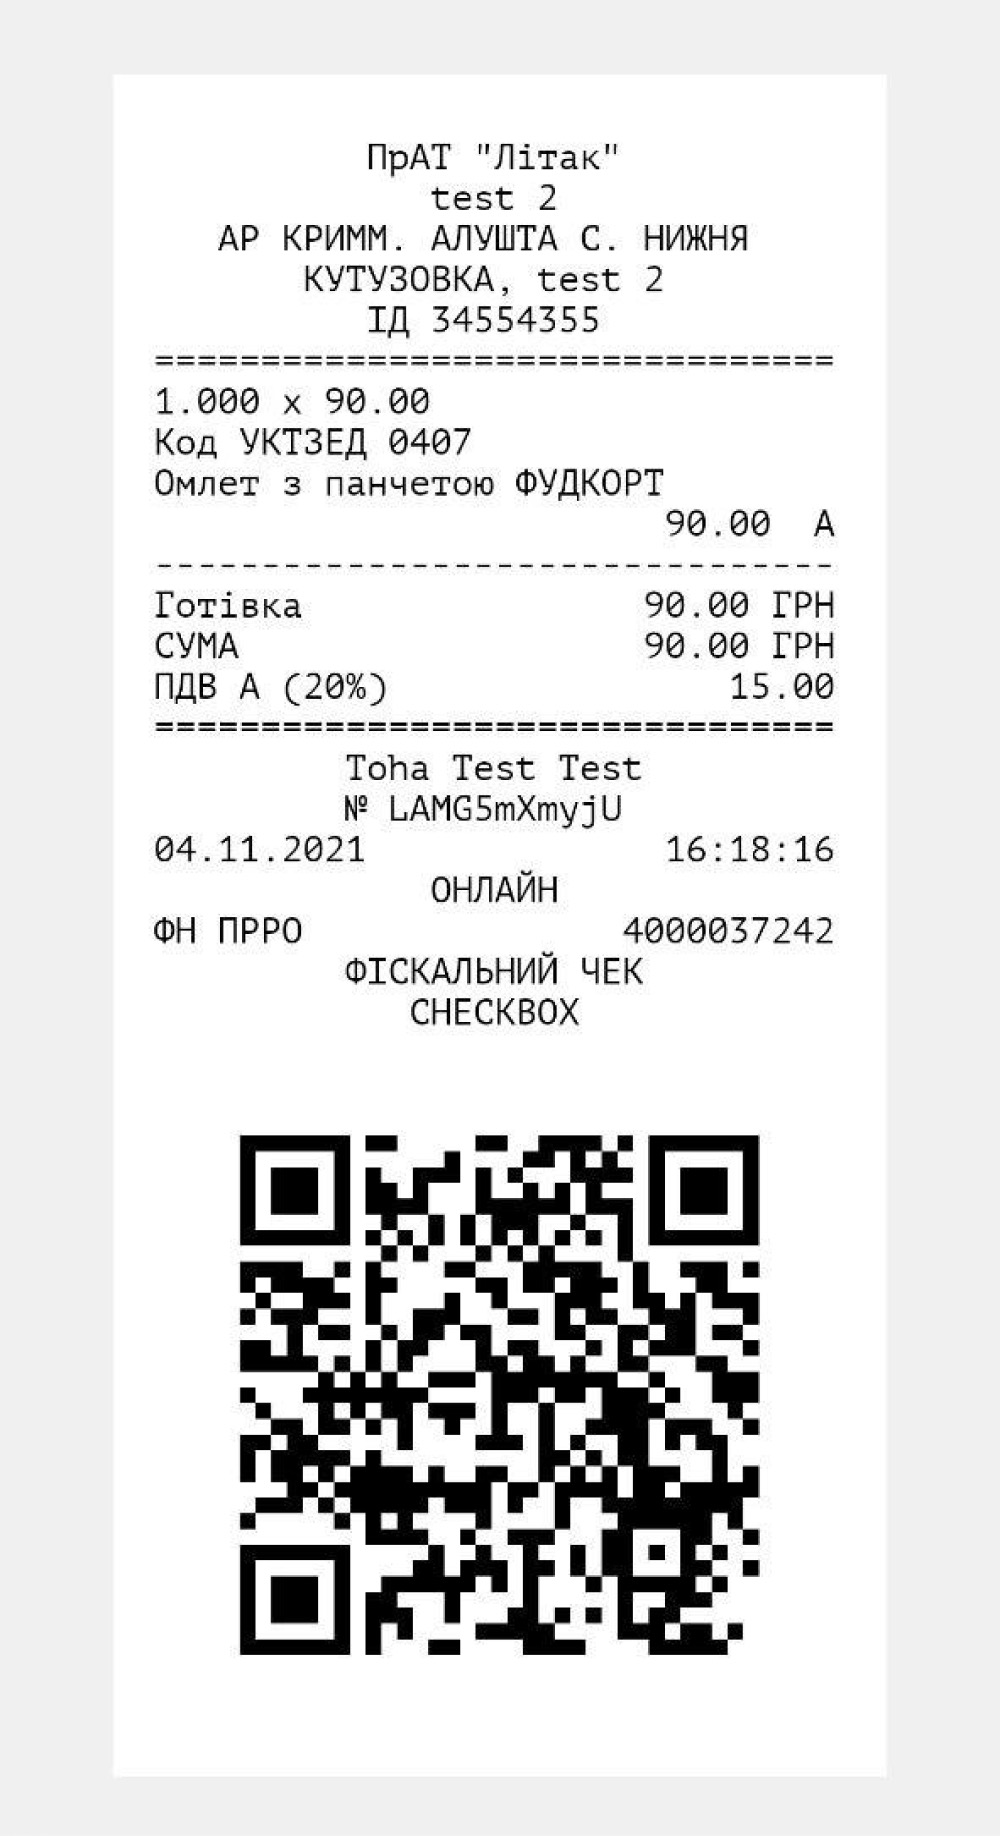 ПрАТ "Літак"
test 2
АР КРИММ. АЛУШТА С. НИЖНЯ
КУТУЗОВКА, test 2
ІД 34554355
================================
1.000 x 90.00
Код УКТЗЕД 0407
Омлет з панчетою ФУДКОРТ
90.00 А
--------------------------------
Готівка 90.00 ГРН
СУМА 90.00 ГРН
ПДВ А (20%) 15.00
================================
Toha Test Test
№ LAMG5mXmyjU
04.11.2021 16:18:16
ОНЛАЙН
ФН ПРРО 4000037242
ФІСКАЛЬНИЙ ЧЕК
CHECKBOX